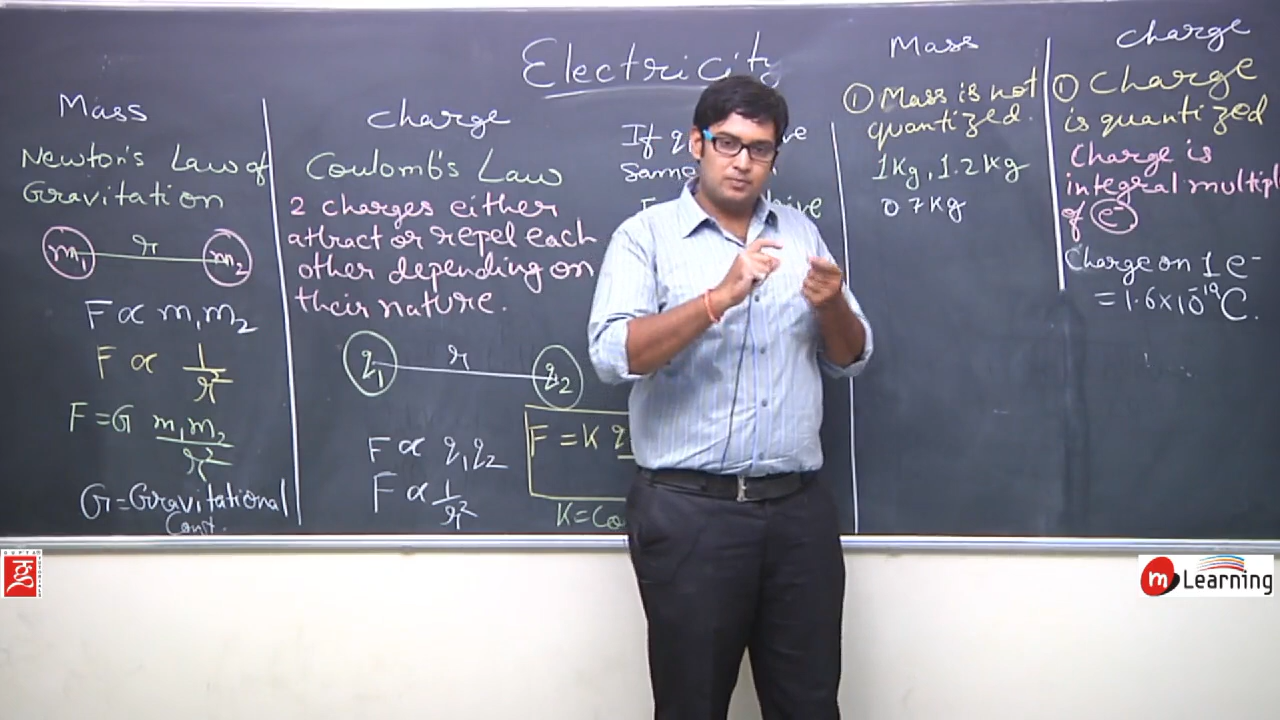 Electricity
Mass
Newton's Law of
Gravitation
m1 r m2
F ∝ m1m2
F ∝ 1/r²
F = G m1m2/r²
G = Gravitational
Const.
Charge
Coulomb's Law
2 charges either
attract or repel each
other depending on
their nature.
q1 r q2
F ∝ q1q2
F ∝ 1/r²
F = K
K = Co
If
Same
Mass
① Mass is not
quantized.
1kg, 1.2kg
0.7kg
Charge
① Charge
is quantized
Charge is
integral multipl
of e-
Charge on 1 e-
= 1.6×10⁻¹⁹C.
GUPTA TUTORIALS
m Learning